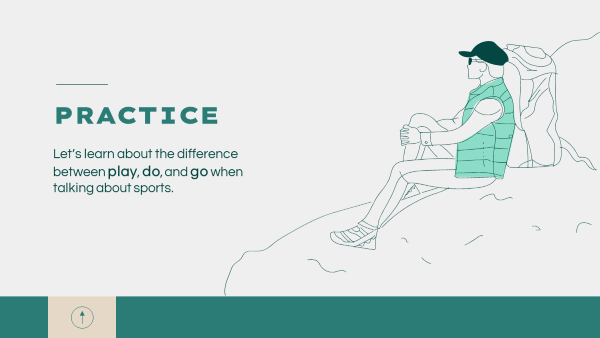 PRACTICE
Let's learn about the difference
between play, do, and go when
talking about sports.